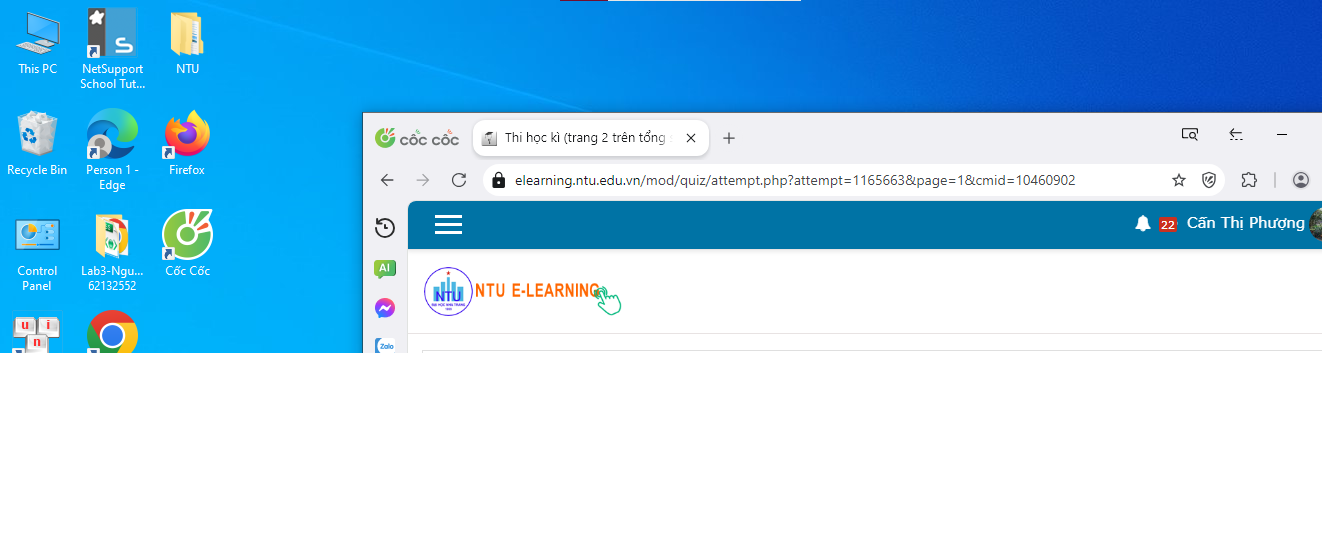 This PC
NetSupport
School Tut...
NTU
Recycle Bin
Person 1 -
Edge
Firefox
Control
Panel
Lab3-Ngu...
62132552
Cốc Cốc
u i
n
cốc cốc
Thi học kì (trang 2 trên tổng
elearning.ntu.edu.vn/mod/quiz/attempt.php?attempt=1165663&page=1&cmid=10460902
22 Cấn Thị Phượng
AI
Zalo
NTU
NTU E-LEARNING